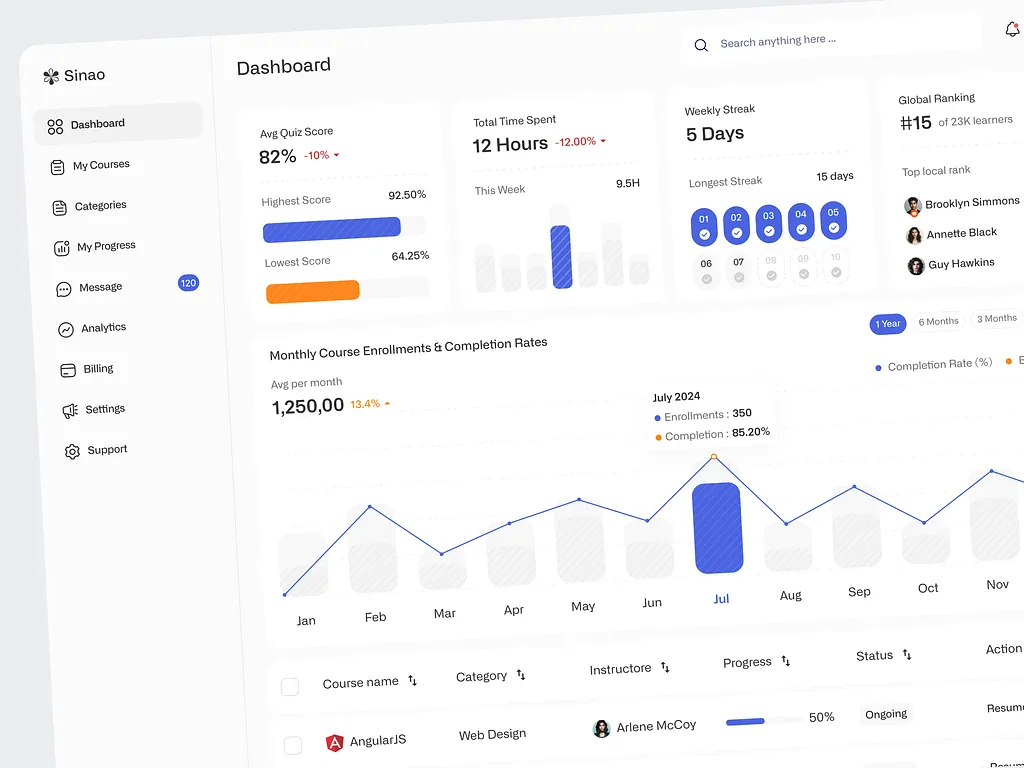 Sinao
Dashboard
My Courses
Categories
My Progress
Message
120
Analytics
Billing
Settings
Support
Dashboard
Search anything here ...
Avg Quiz Score
82% -10%
Highest Score 92.50%
Lowest Score 64.25%
Total Time Spent
12 Hours -12.00%
This Week 9.5H
Weekly Streak
5 Days
Longest Streak 15 days
01 02 03 04 05
06 07 08 09 10
Global Ranking
#15 of 23K learners
Top local rank
Brooklyn Simmons
Annette Black
Guy Hawkins
Monthly Course Enrollments & Completion Rates
1 Year 6 Months 3 Months
Avg per month
1,250,00 13.4%
Completion Rate (%)
July 2024
Enrollments : 350
Completion : 85.20%
Jan Feb Mar Apr May Jun Jul Aug Sep Oct Nov
Course name Category Instructore Progress Status Action
AngularJS Web Design Arlene McCoy 50% Ongoing Resume